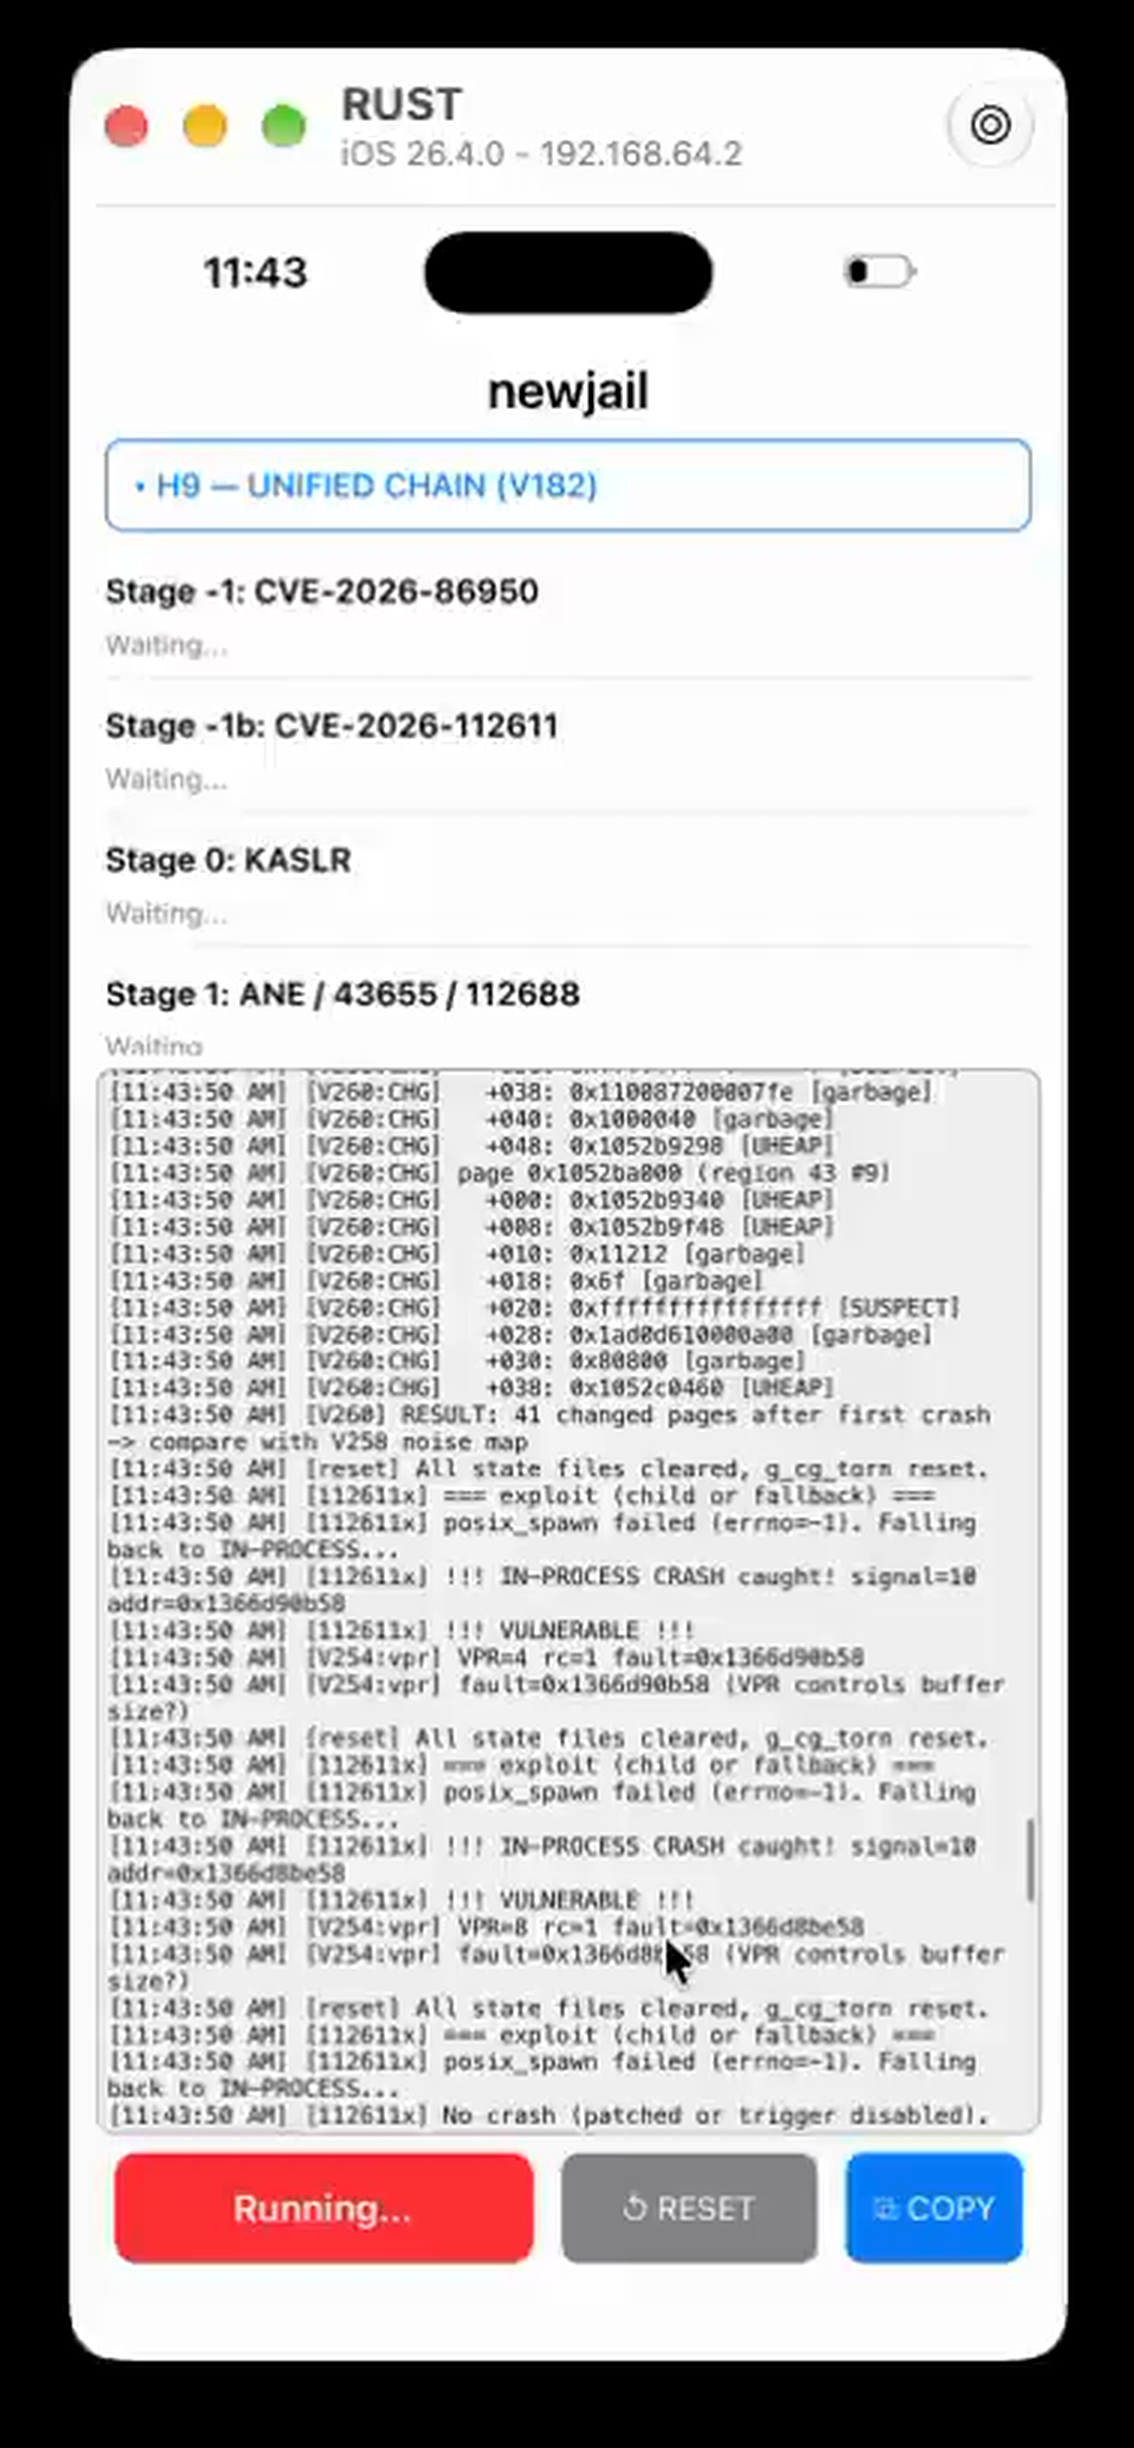 RUST
iOS 26.4.0 - 192.168.64.2
11:43
newjail
• H9 — UNIFIED CHAIN (V182)
Stage -1: CVE-2026-86950
Waiting...
Stage -1b: CVE-2026-112611
Waiting...
Stage 0: KASLR
Waiting...
Stage 1: ANE / 43655 / 112688
Waiting
[11:43:50 AM] [V260:CHG] +038: 0x110087200007fe [garbage]
[11:43:50 AM] [V260:CHG] +040: 0x1000040 [garbage]
[11:43:50 AM] [V260:CHG] +048: 0x1052b9298 [UHEAP]
[11:43:50 AM] [V260:CHG] page 0x1052ba000 (region 43 #9)
[11:43:50 AM] [V260:CHG] +000: 0x1052b9340 [UHEAP]
[11:43:50 AM] [V260:CHG] +008: 0x1052b9f48 [UHEAP]
[11:43:50 AM] [V260:CHG] +010: 0x11212 [garbage]
[11:43:50 AM] [V260:CHG] +018: 0x6f [garbage]
[11:43:50 AM] [V260:CHG] +020: 0xffffffffffffffff [SUSPECT]
[11:43:50 AM] [V260:CHG] +028: 0x1ad0d610000a00 [garbage]
[11:43:50 AM] [V260:CHG] +030: 0x80800 [garbage]
[11:43:50 AM] [V260:CHG] +038: 0x1052c0460 [UHEAP]
[11:43:50 AM] [V260] RESULT: 41 changed pages after first crash
—> compare with V258 noise map
[11:43:50 AM] [reset] All state files cleared, g_cg_torn reset.
[11:43:50 AM] [112611x] === exploit (child or fallback) ===
[11:43:50 AM] [112611x] posix_spawn failed (errno=-1). Falling
back to IN-PROCESS...
[11:43:50 AM] [112611x] !!! IN-PROCESS CRASH caught! signal=10
addr=0x1366d90b58
[11:43:50 AM] [112611x] !!! VULNERABLE !!!
[11:43:50 AM] [V254:vpr] VPR=4 rc=1 fault=0x1366d90b58
[11:43:50 AM] [V254:vpr] fault=0x1366d90b58 (VPR controls buffer
size?)
[11:43:50 AM] [reset] All state files cleared, g_cg_torn reset.
[11:43:50 AM] [112611x] === exploit (child or fallback) ===
[11:43:50 AM] [112611x] posix_spawn failed (errno=-1). Falling
back to IN-PROCESS...
[11:43:50 AM] [112611x] !!! IN-PROCESS CRASH caught! signal=10
addr=0x1366d8be58
[11:43:50 AM] [112611x] !!! VULNERABLE !!!
[11:43:50 AM] [V254:vpr] VPR=8 rc=1 fault=0x1366d8be58
[11:43:50 AM] [V254:vpr] (VPR controls buffer
size?)
[11:43:50 AM] [reset] All state files cleared, g_cg_torn reset.
[11:43:50 AM] [112611x] === exploit (child or fallback) ===
[11:43:50 AM] [112611x] posix_spawn failed (errno=-1). Falling
back to IN-PROCESS...
[11:43:50 AM] [112611x] No crash (patched or trigger disabled).
Running...
RESET
COPY